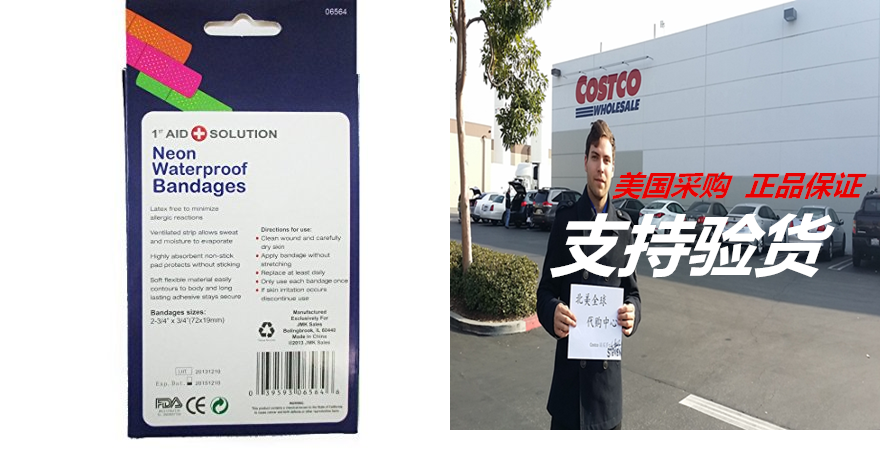 06564
1ST AID SOLUTION
Neon
Waterproof
Bandages
Latex free to minimize
allergic reactions
Ventilated strip allows sweat
and moisture to evaporate
Highly absorbent non-stick
pad protects without sticking
Soft flexible material easily
contours to body and long
lasting adhesive stays secure
Bandages sizes:
2-3/4" x 3/4"(72x19mm)
Directions for use:
Clean wound and carefully
dry skin
Apply bandage without
stretching
Replace at least daily
Only use each bandage once
If skin irritation occurs
discontinue use
Manufactured
Exclusively For
JMK Sales
Bolingbrook, IL 60440
Made in China
©2013 JMK Sales
LOT 20131210
Exp.Dat. 20151210
FDA CE
0 39593 06564 6
WARNING:
COSTCO
WHOLESALE
美国采购 正品保证
支持验货
北美全球
代购中心